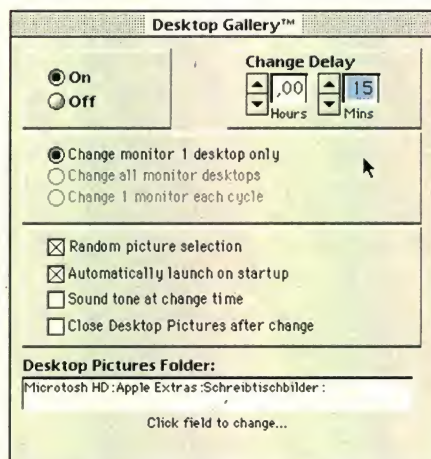 Desktop Gallery™
On
Off
Change Delay
,00
15
Hours
Mins
Change monitor 1 desktop only
Change all monitor desktops
Change 1 monitor each cycle
Random picture selection
Automatically launch on startup
Sound tone at change time
Close Desktop Pictures after change
Desktop Pictures Folder:
Microtosh HD:Apple Extras:Schreibtischbilder:
Click field to change...